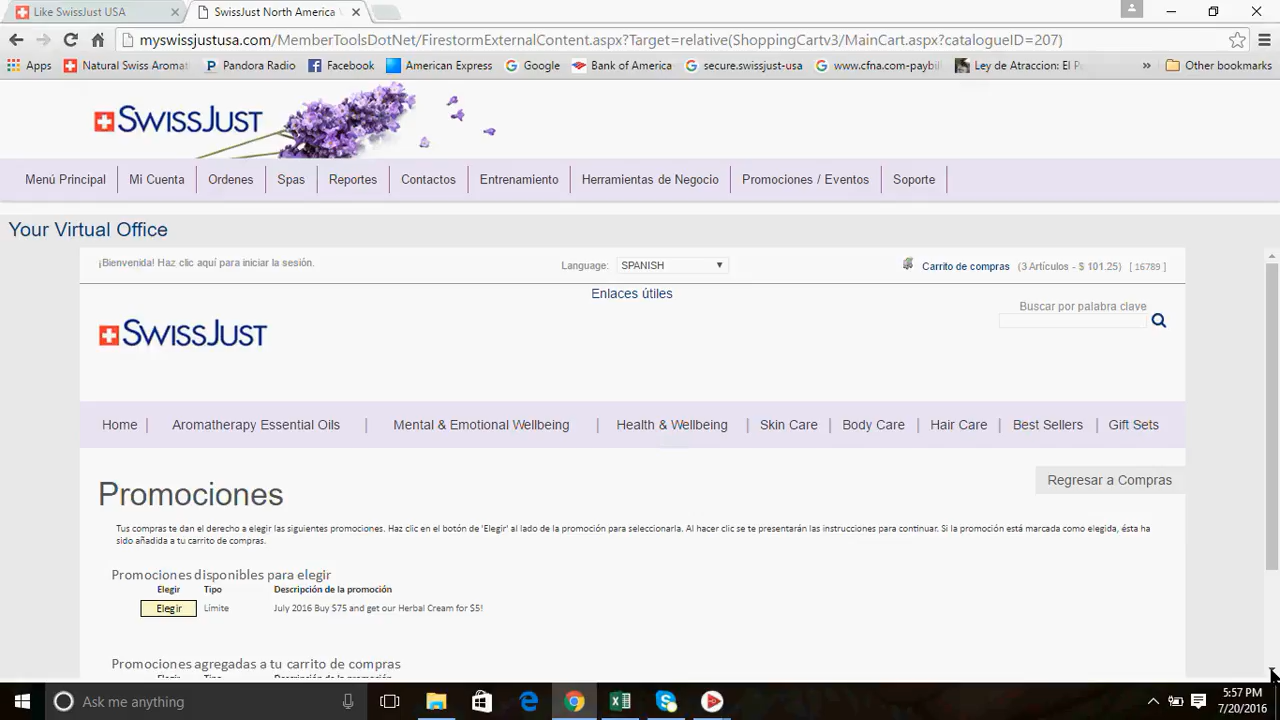 Like SwissJust USA
SwissJust North America
myswissjustusa.com/MemberToolsDotNet/FirestormExternalContent.aspx?Target=relative(ShoppingCartv3/MainCart.aspx?catalogueID=207)
Apps Natural Swiss Aromat Pandora Radio Facebook American Express Google Bank of America secure.swissjust-usa www.cfna.com-paybil Ley de Atraccion: El P » Other bookmarks
SWISSJUST
Menú Principal Mi Cuenta Ordenes Spas Reportes Contactos Entrenamiento Herramientas de Negocio Promociones / Eventos Soporte
Your Virtual Office
¡Bienvenida! Haz clic aquí para iniciar la sesión. Language: SPANISH Carrito de compras (3 Artículos - $ 101.25) [ 16789 ]
Enlaces útiles
Buscar por palabra clave
SWISSJUST
Home | Aromatherapy Essential Oils | Mental & Emotional Wellbeing | Health & Wellbeing | Skin Care | Body Care | Hair Care | Best Sellers | Gift Sets
Regresar a Compras
Promociones
Tus compras te dan el derecho a elegir las siguientes promociones. Haz clic en el botón de 'Elegir' al lado de la promoción para seleccionarla. Al hacer clic se te presentarán las instrucciones para continuar. Si la promoción está marcada como elegida, ésta ha
sido añadida a tu carrito de compras.
Promociones disponibles para elegir
Elegir Tipo Descripción de la promoción
Elegir Límite July 2016 Buy $75 and get our Herbal Cream for $5!
Promociones agregadas a tu carrito de compras
Elegir Tipo Descripción de la promoción
Ask me anything
5:57 PM
7/20/2016